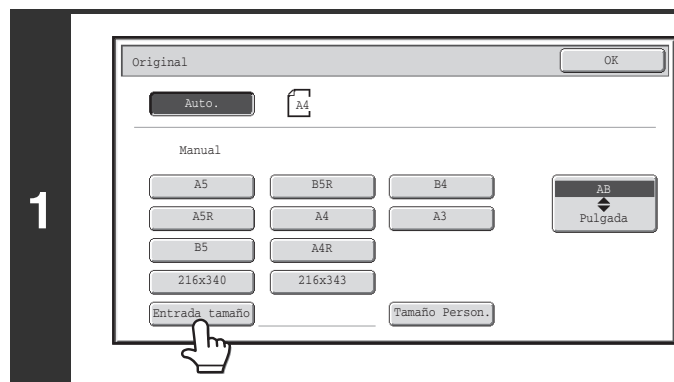 1
Original
OK
Auto.
A4
Manual
A5
B5R
B4
AB
Pulgada
A5R
A4
A3
B5
A4R
216x340
216x343
Entrada tamaño
Tamaño Person.